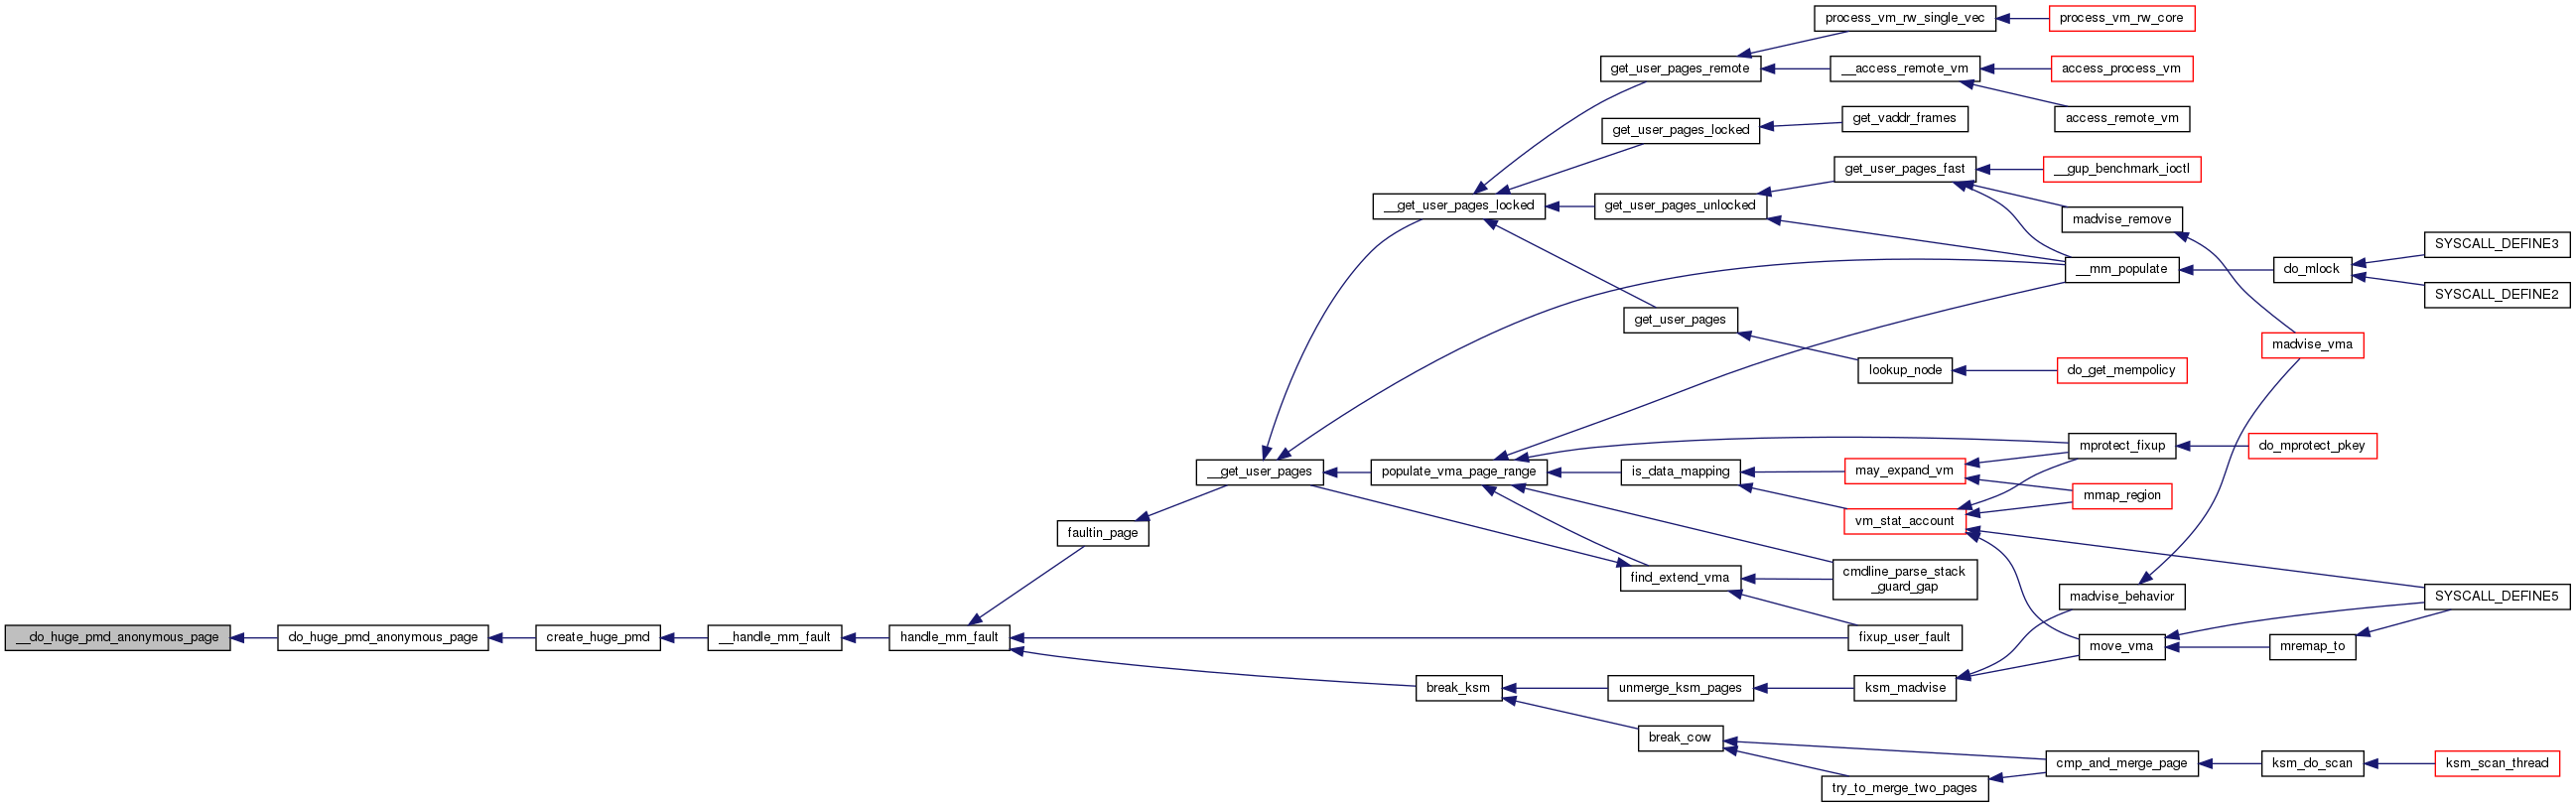 process_vm_rw_single_vec
process_vm_rw_core
get_user_pages_remote
__access_remote_vm
access_process_vm
access_remote_vm
get_user_pages_locked
get_vaddr_frames
get_user_pages_fast
__gup_benchmark_ioctl
__get_user_pages_locked
get_user_pages_unlocked
madvise_remove
SYSCALL_DEFINE3
__mm_populate
do_mlock
SYSCALL_DEFINE2
get_user_pages
madvise_vma
lookup_node
do_get_mempolicy
mprotect_fixup
do_mprotect_pkey
__get_user_pages
populate_vma_page_range
is_data_mapping
may_expand_vm
mmap_region
vm_stat_account
faultin_page
find_extend_vma
cmdline_parse_stack
_guard_gap
madvise_behavior
SYSCALL_DEFINE5
__do_huge_pmd_anonymous_page
do_huge_pmd_anonymous_page
create_huge_pmd
__handle_mm_fault
handle_mm_fault
fixup_user_fault
move_vma
mremap_to
break_ksm
unmerge_ksm_pages
ksm_madvise
break_cow
cmp_and_merge_page
ksm_do_scan
ksm_scan_thread
try_to_merge_two_pages